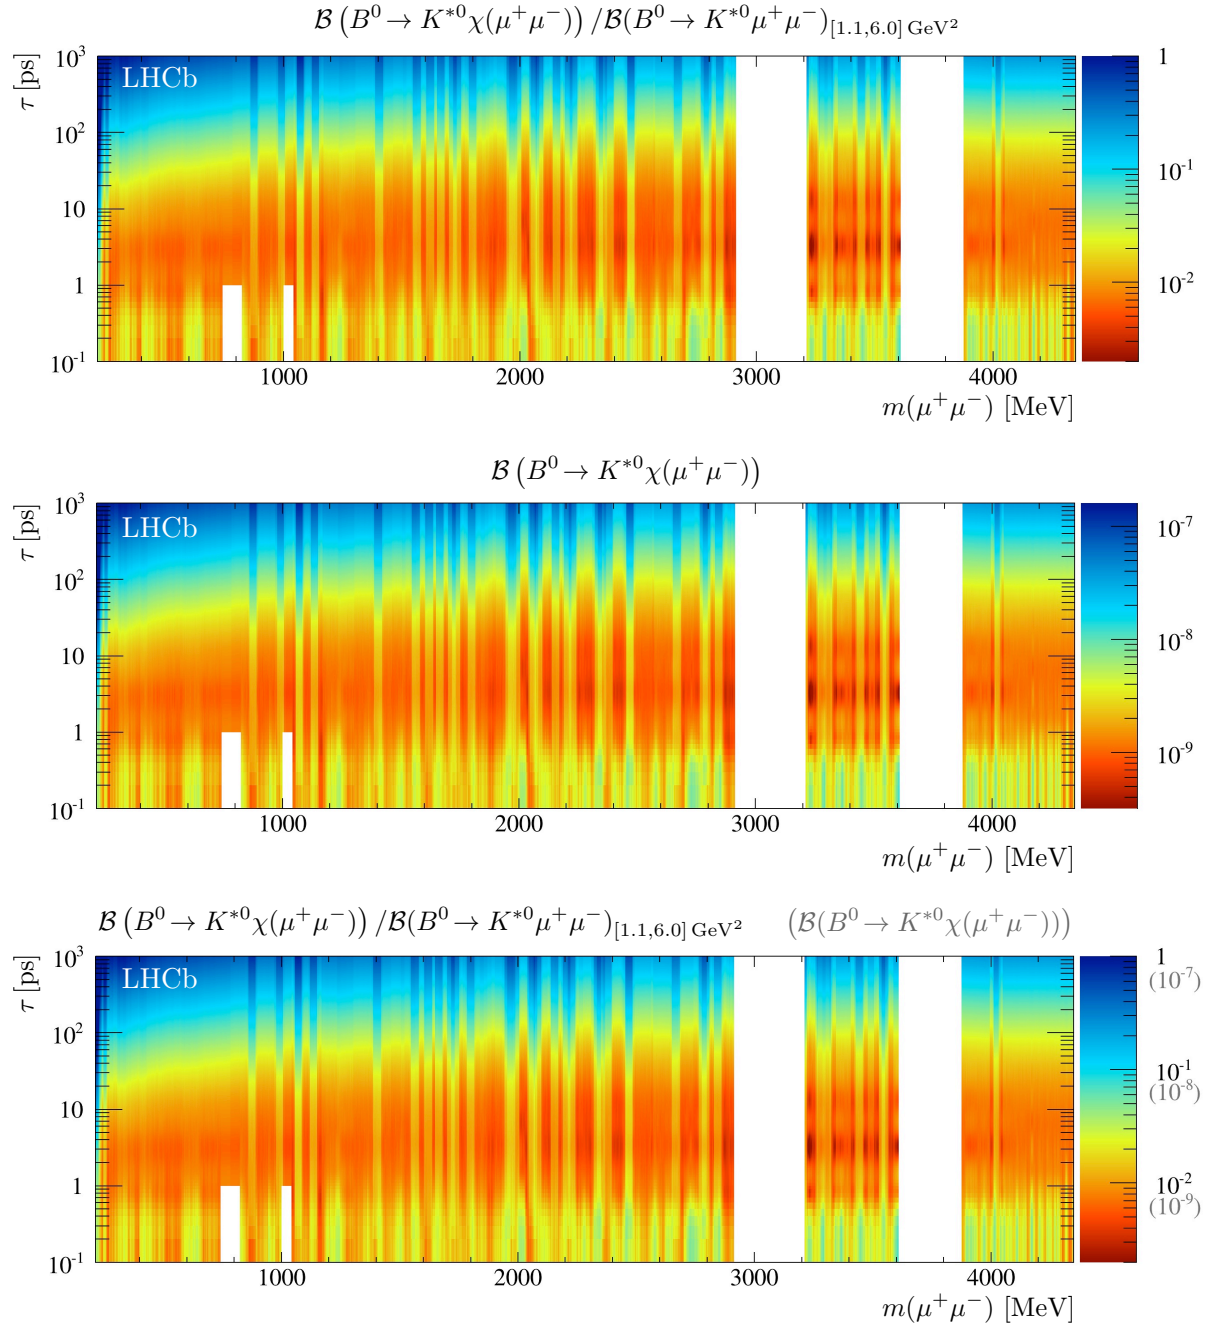 B(B⁰ → K*⁰χ(μ⁺μ⁻))/B(B⁰ → K*⁰μ⁺μ⁻)[1.1,6.0] GeV²
τ [ps]
LHCb
10³
10²
10
1
10⁻¹
1000 2000 3000 4000
m(μ⁺μ⁻) [MeV]
1
10⁻¹
10⁻²
B(B⁰ → K*⁰χ(μ⁺μ⁻))
τ [ps]
LHCb
10³
10²
10
1
10⁻¹
1000 2000 3000 4000
m(μ⁺μ⁻) [MeV]
10⁻⁷
10⁻⁸
10⁻⁹
B(B⁰ → K*⁰χ(μ⁺μ⁻))/B(B⁰ → K*⁰μ⁺μ⁻)[1.1,6.0] GeV² (B(B⁰ → K*⁰χ(μ⁺μ⁻)))
τ [ps]
LHCb
10³
10²
10
1
10⁻¹
1000 2000 3000 4000
m(μ⁺μ⁻) [MeV]
1
(10⁻⁷)
10⁻¹
(10⁻⁸)
10⁻²
(10⁻⁹)